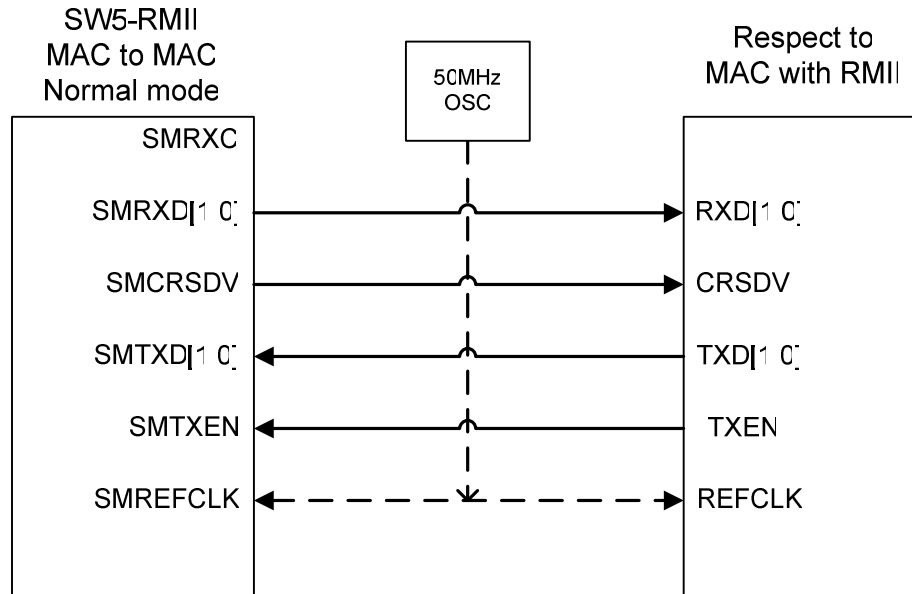 SW5-RMII
MAC to MAC
Normal mode
50MHz
OSC
Respect to
MAC with RMII
SMRXC
SMRXD[1 0]
RXD[1 0]
SMCRSDV
CRSDV
SMTXD[1 0]
TXD[1 0]
SMTXEN
TXEN
SMREFCLK
REFCLK